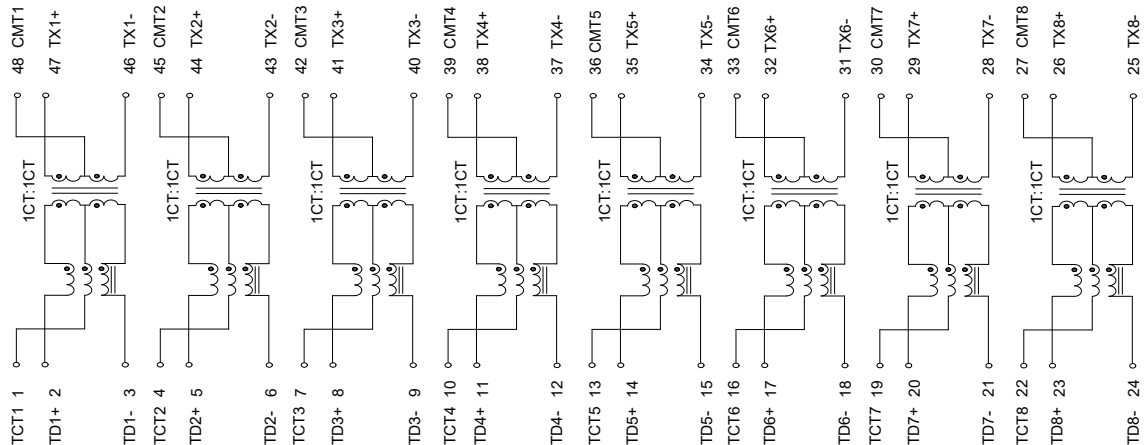 48 CMT1
47 TX1+
46 TX1-
45 CMT2
44 TX2+
43 TX2-
42 CMT3
41 TX3+
40 TX3-
39 CMT4
38 TX4+
37 TX4-
36 CMT5
35 TX5+
34 TX5-
33 CMT6
32 TX6+
31 TX6-
30 CMT7
29 TX7+
28 TX7-
27 CMT8
26 TX8+
25 TX8-
1CT:1CT
1CT:1CT
1CT:1CT
1CT:1CT
1CT:1CT
1CT:1CT
1CT:1CT
1CT:1CT
TCT1 1
TD1+ 2
TD1- 3
TCT2 4
TD2+ 5
TD2- 6
TCT3 7
TD3+ 8
TD3- 9
TCT4 10
TD4+ 11
TD4- 12
TCT5 13
TD5+ 14
TD5- 15
TCT6 16
TD6+ 17
TD6- 18
TCT7 19
TD7+ 20
TD7- 21
TCT8 22
TD8+ 23
TD8- 24